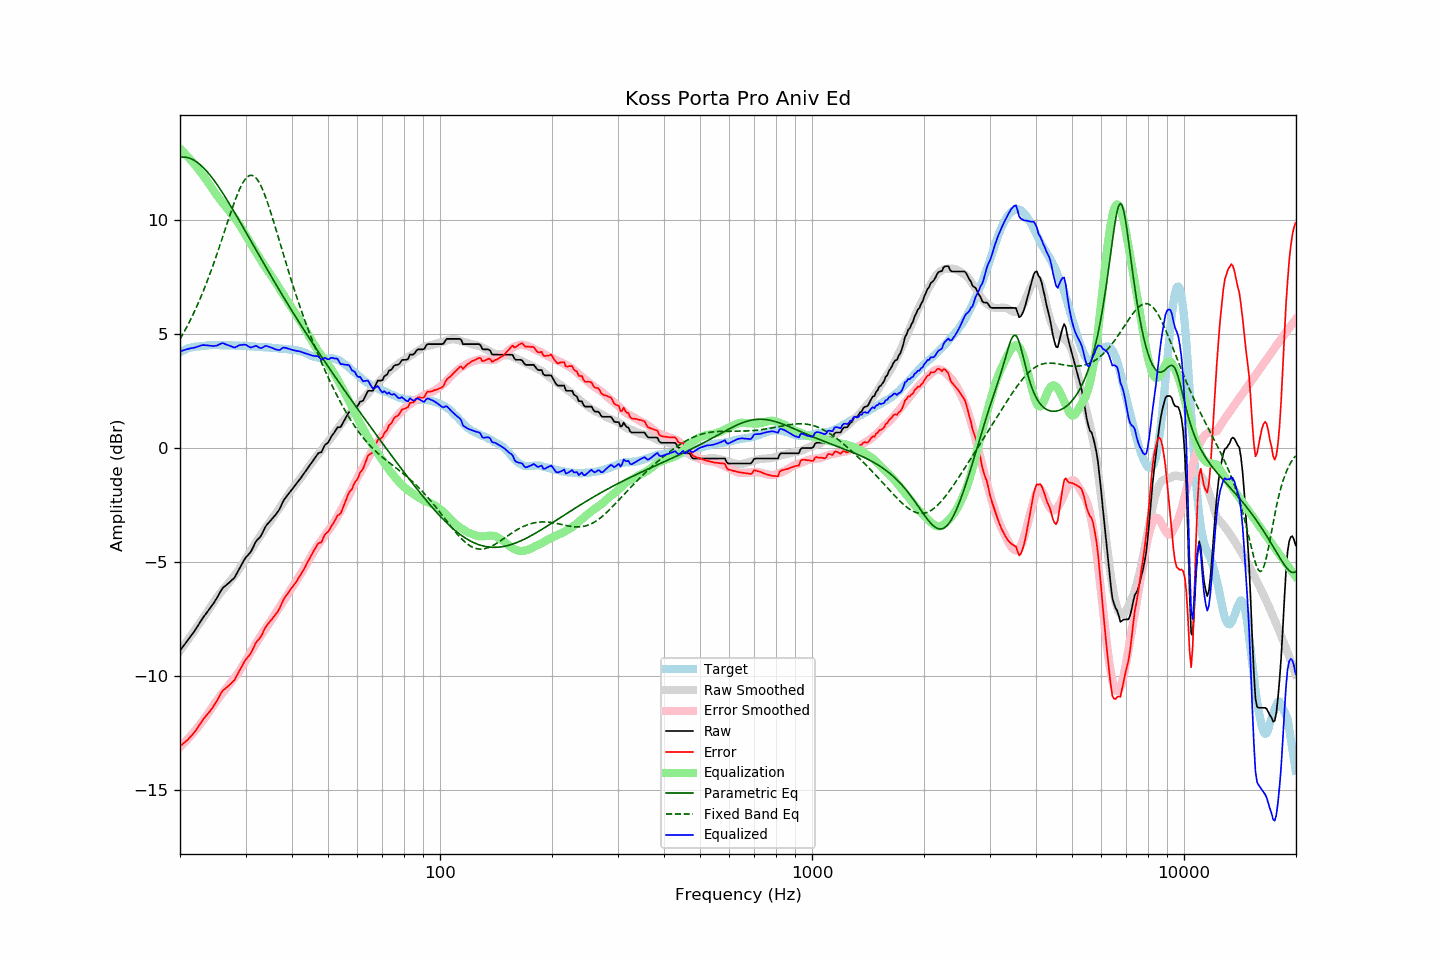 Koss Porta Pro Aniv Ed
Amplitude (dBr)
10
5
0
−5
−10
−15
100
1000
10000
Frequency (Hz)
Target
Raw Smoothed
Error Smoothed
Raw
Error
Equalization
Parametric Eq
Fixed Band Eq
Equalized